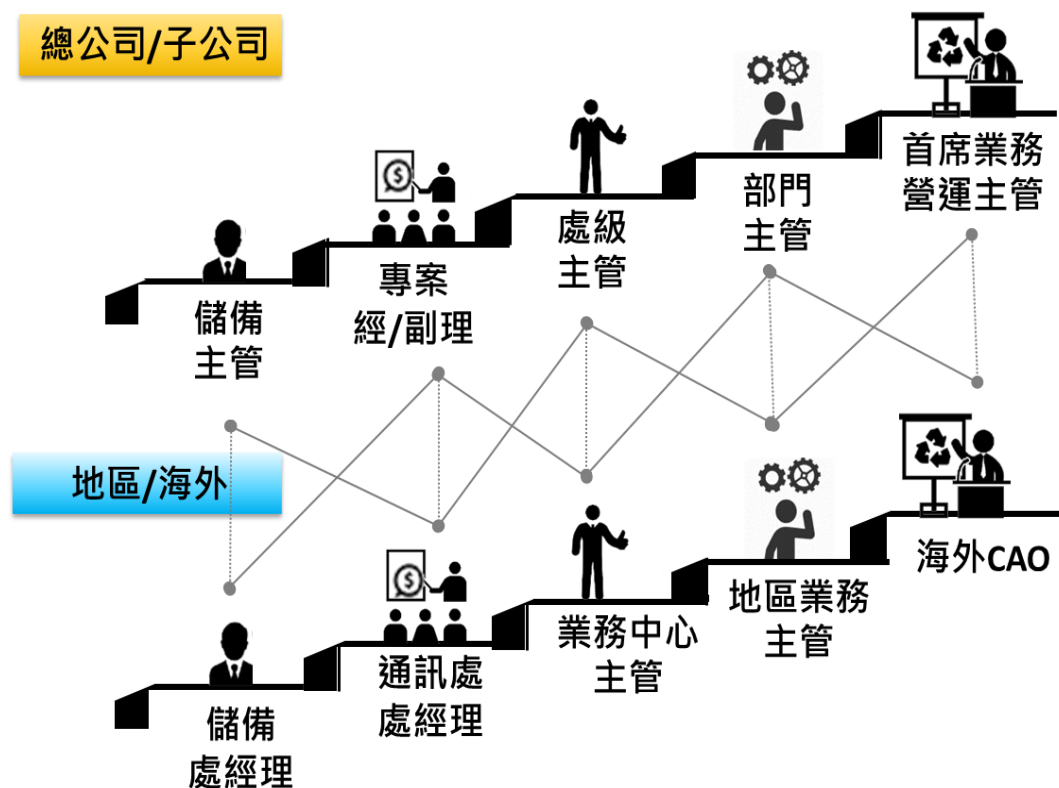 總公司/子公司
儲備
主管
專案
經/副理
處級
主管
部門
主管
首席業務
營運主管
地區/海外
儲備
處經理
通訊處
處經理
業務中心
主管
地區業務
主管
海外CAO